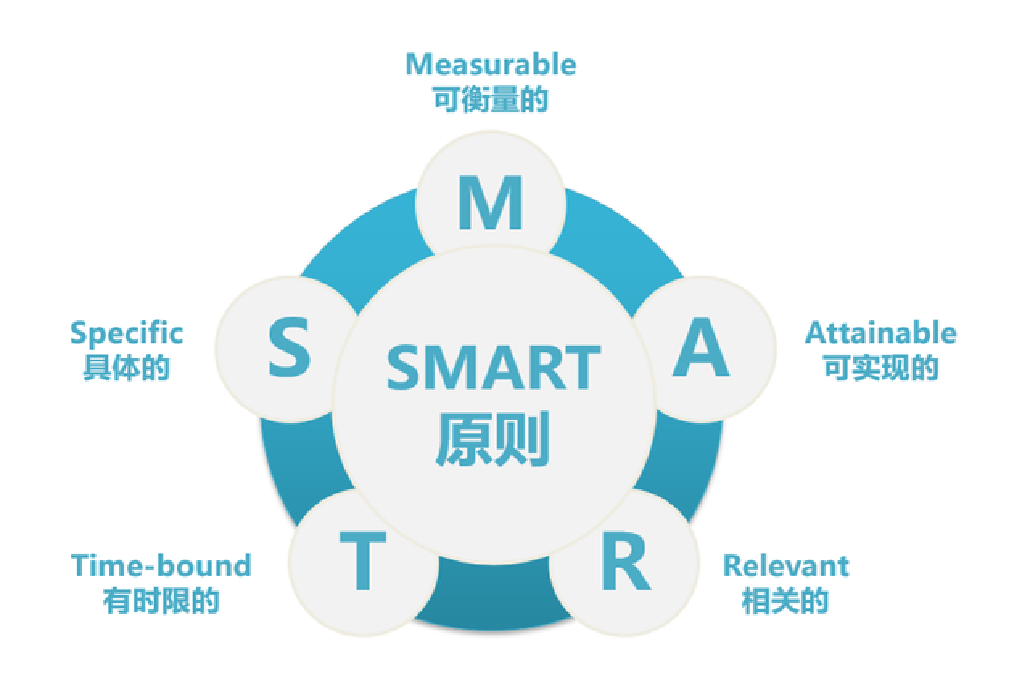 Measurable
可衡量的
M
Specific
具体的
S
SMART
原则
A
Attainable
可实现的
Time-bound
有时限的
T
R
Relevant
相关的